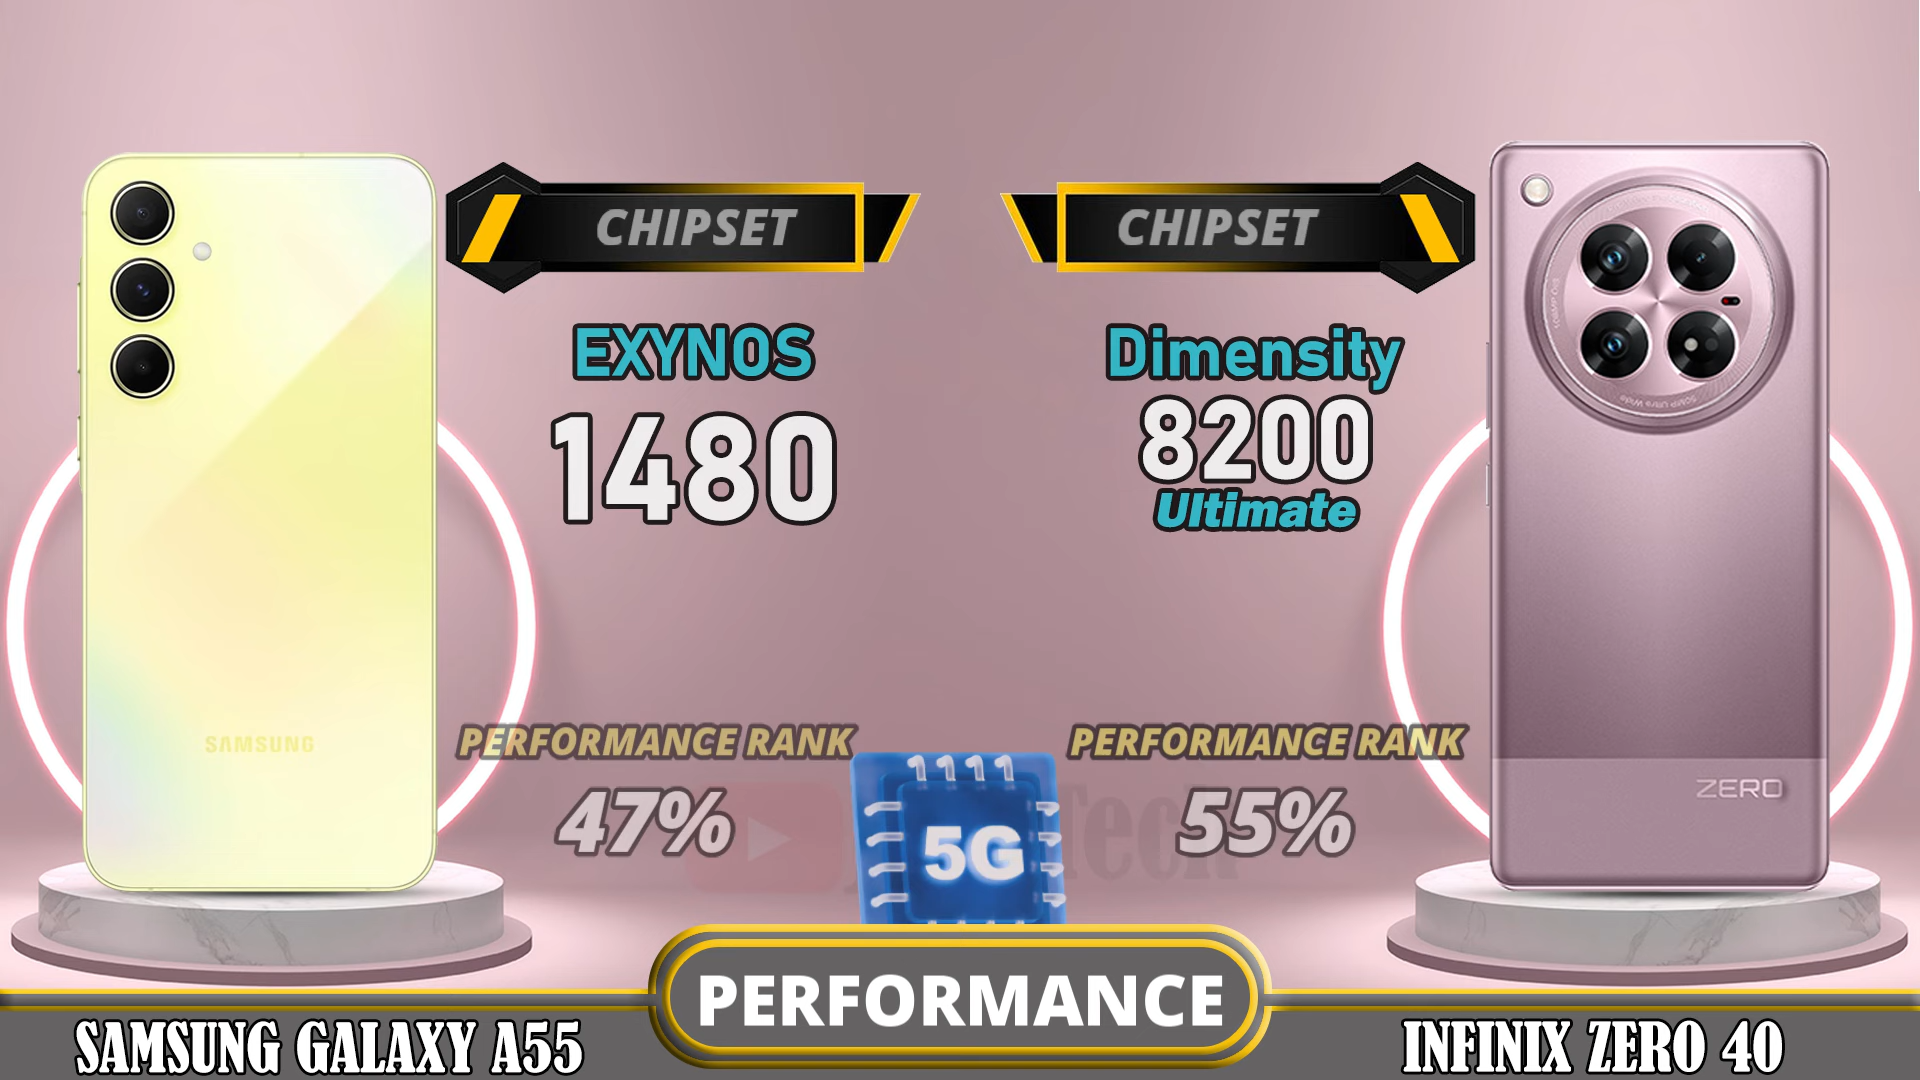 CHIPSET
EXYNOS
1480
PERFORMANCE RANK
47%
SAMSUNG
CHIPSET
Dimensity
8200
Ultimate
PERFORMANCE RANK
55%
ZERO
5G
PERFORMANCE
SAMSUNG GALAXY A55
INFINIX ZERO 40